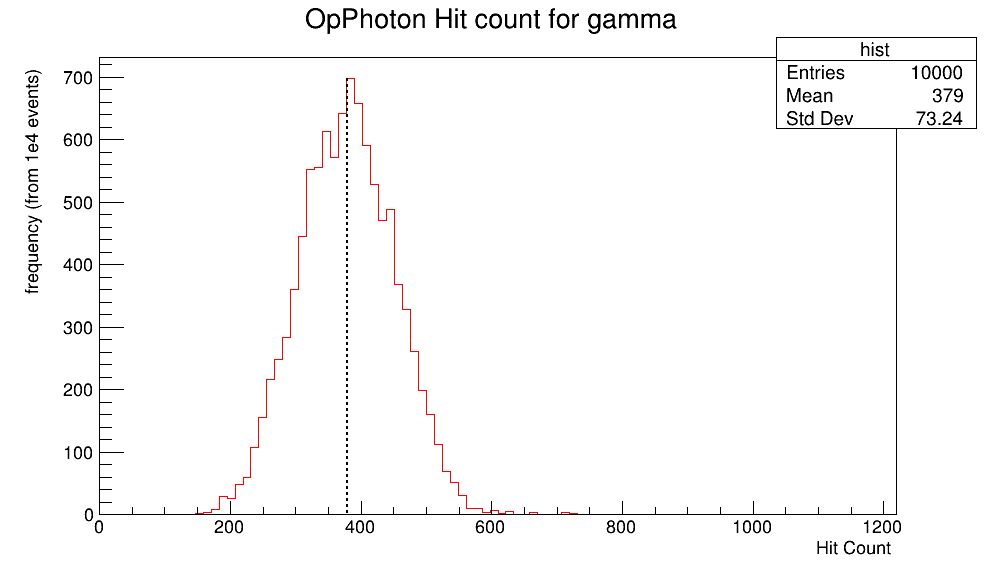 OpPhoton Hit count for gamma
hist
Entries 10000
Mean 379
Std Dev 73.24
frequency (from 1e4 events)
700
600
500
400
300
200
100
0
0 200 400 600 800 1000 1200
Hit Count